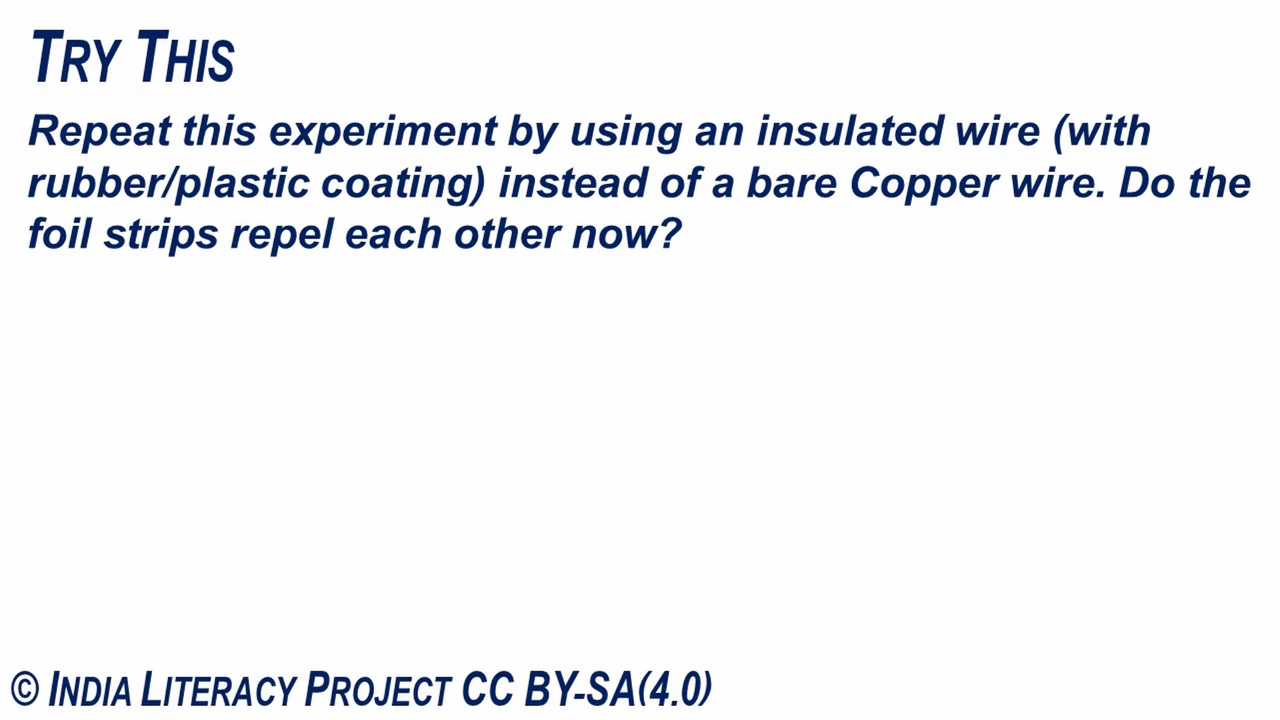 TRY THIS
Repeat this experiment by using an insulated wire (with
rubber/plastic coating) instead of a bare Copper wire. Do the
foil strips repel each other now?
© INDIA LITERACY PROJECT CC BY-SA(4.0)